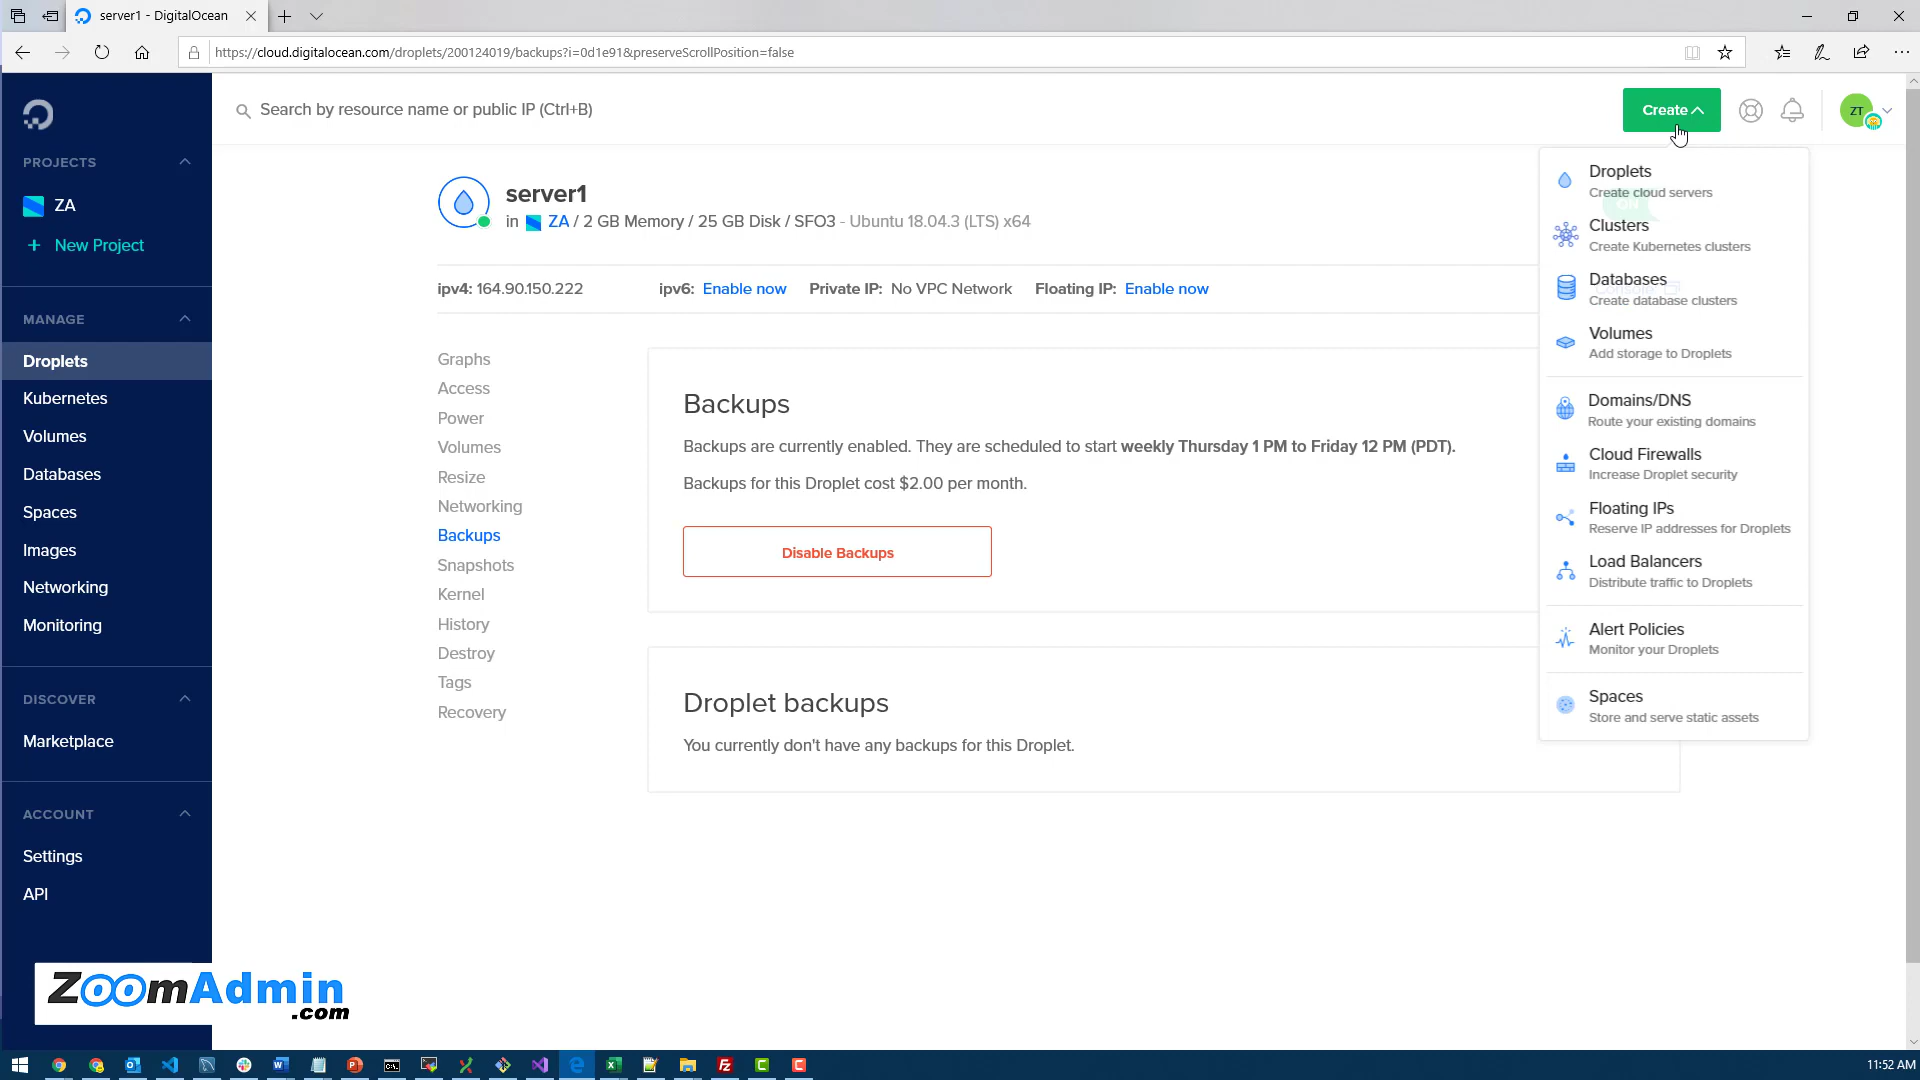 server1 - DigitalOcean
https://cloud.digitalocean.com/droplets/200124019/backups?i=0d1e91&preserveScrollPosition=false
Search by resource name or public IP (Ctrl+B)
Create
ZT
PROJECTS
ZA
+ New Project
MANAGE
Droplets
Kubernetes
Volumes
Databases
Spaces
Images
Networking
Monitoring
DISCOVER
Marketplace
ACCOUNT
Settings
API
server1
in ZA / 2 GB Memory / 25 GB Disk / SFO3 - Ubuntu 18.04.3 (LTS) x64
ipv4: 164.90.150.222 ipv6: Enable now Private IP: No VPC Network Floating IP: Enable now
Graphs
Access
Power
Volumes
Resize
Networking
Backups
Snapshots
Kernel
History
Destroy
Tags
Recovery
Backups
Backups are currently enabled. They are scheduled to start weekly Thursday 1 PM to Friday 12 PM (PDT).
Backups for this Droplet cost $2.00 per month.
Disable Backups
Droplet backups
You currently don't have any backups for this Droplet.
Droplets
Create cloud servers
ON
Clusters
Create Kubernetes clusters
Databases
Create database clusters
Volumes
Add storage to Droplets
Domains/DNS
Route your existing domains
Cloud Firewalls
Increase Droplet security
Floating IPs
Reserve IP addresses for Droplets
Load Balancers
Distribute traffic to Droplets
Alert Policies
Monitor your Droplets
Spaces
Store and serve static assets
ZoomAdmin
.com
11:52 AM